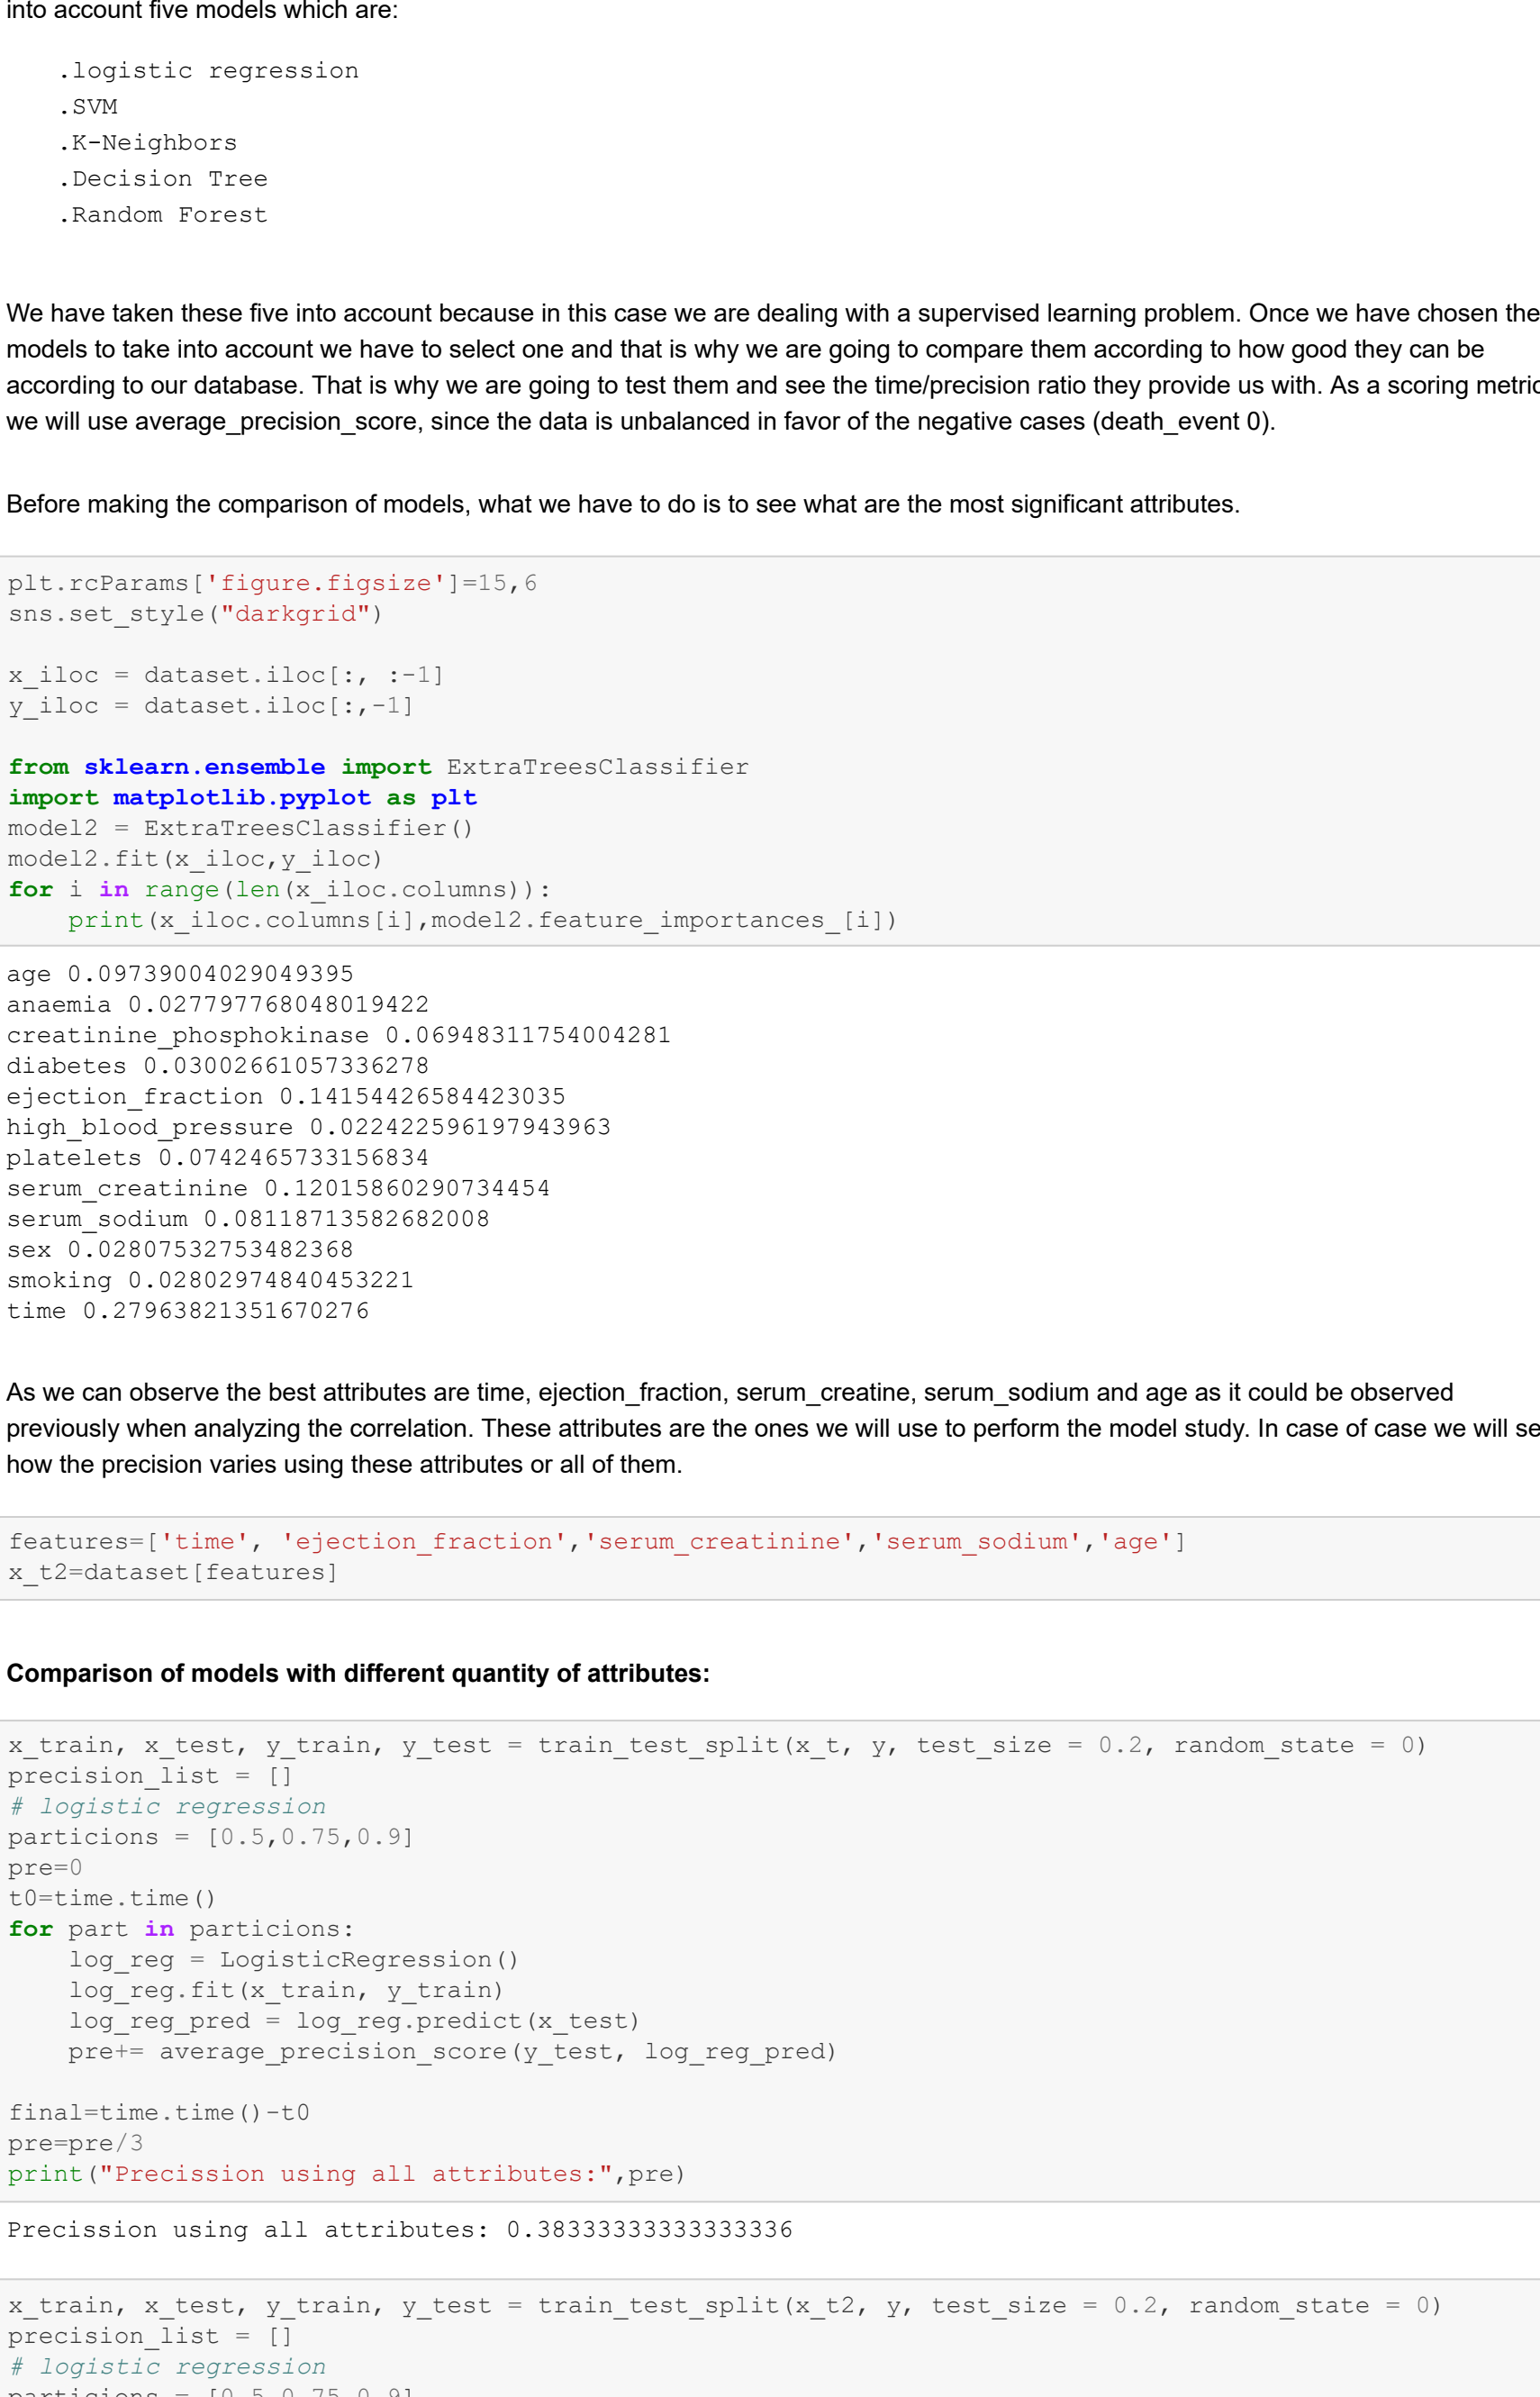 into account five models which are:
.logistic regression
.SVM
.K-Neighbors
.Decision Tree
.Random Forest
We have taken these five into account because in this case we are dealing with a supervised learning problem. Once we have chosen the
models to take into account we have to select one and that is why we are going to compare them according to how good they can be
according to our database. That is why we are going to test them and see the time/precision ratio they provide us with. As a scoring metric
we will use average_precision_score, since the data is unbalanced in favor of the negative cases (death_event 0).
Before making the comparison of models, what we have to do is to see what are the most significant attributes.
plt.rcParams['figure.figsize']=15,6
sns.set_style("darkgrid")
x_iloc = dataset.iloc[:, :-1]
y_iloc = dataset.iloc[:,-1]
from sklearn.ensemble import ExtraTreesClassifier
import matplotlib.pyplot as plt
model2 = ExtraTreesClassifier()
model2.fit(x_iloc,y_iloc)
for i in range(len(x_iloc.columns)):
    print(x_iloc.columns[i],model2.feature_importances_[i])
age 0.09739004029049395
anaemia 0.027797768048019422
creatinine_phosphokinase 0.06948311754004281
diabetes 0.03002661057336278
ejection_fraction 0.14154426584423035
high_blood_pressure 0.022422596197943963
platelets 0.0742465733156834
serum_creatinine 0.12015860290734454
serum_sodium 0.08118713582682008
sex 0.02807532753482368
smoking 0.02802974840453221
time 0.27963821351670276
As we can observe the best attributes are time, ejection_fraction, serum_creatine, serum_sodium and age as it could be observed
previously when analyzing the correlation. These attributes are the ones we will use to perform the model study. In case of case we will se
how the precision varies using these attributes or all of them.
features=['time', 'ejection_fraction','serum_creatinine','serum_sodium','age']
x_t2=dataset[features]
Comparison of models with different quantity of attributes:
x_train, x_test, y_train, y_test = train_test_split(x_t, y, test_size = 0.2, random_state = 0)
precision_list = []
# logistic regression
particions = [0.5,0.75,0.9]
pre=0
t0=time.time()
for part in particions:
    log_reg = LogisticRegression()
    log_reg.fit(x_train, y_train)
    log_reg_pred = log_reg.predict(x_test)
    pre+= average_precision_score(y_test, log_reg_pred)
final=time.time()-t0
pre=pre/3
print("Precission using all attributes:",pre)
Precission using all attributes: 0.38333333333333336
x_train, x_test, y_train, y_test = train_test_split(x_t2, y, test_size = 0.2, random_state = 0)
precision_list = []
# logistic regression
particions = [0.5,0.75,0.9]